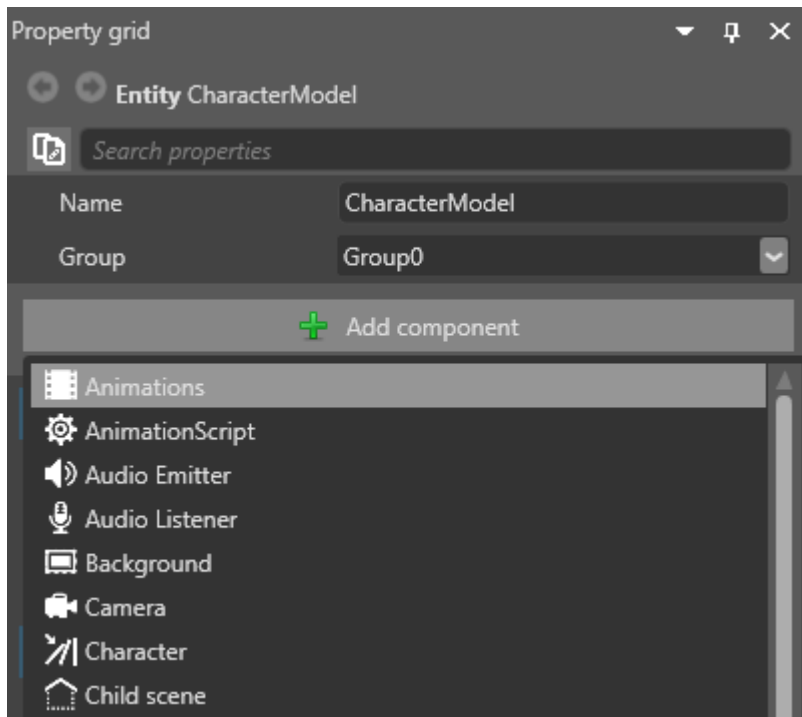 Property grid
Entity CharacterModel
Search properties
Name CharacterModel
Group Group0
Add component
Animations
AnimationScript
Audio Emitter
Audio Listener
Background
Camera
Character
Child scene